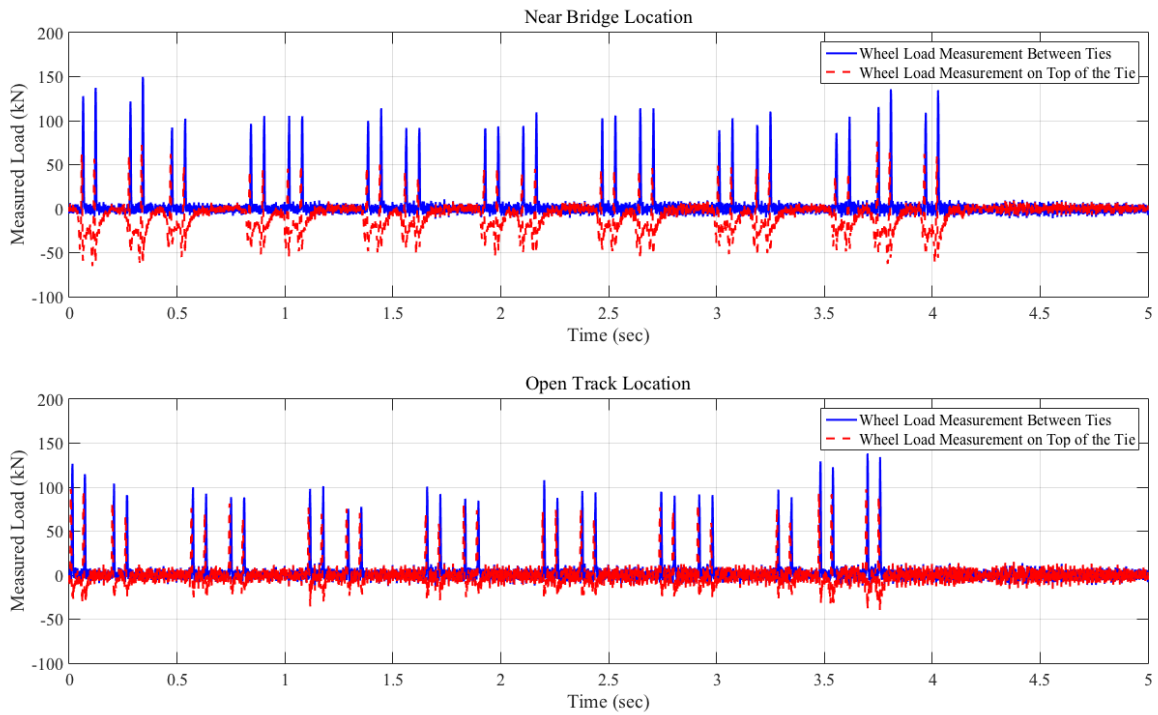 Near Bridge Location
Wheel Load Measurement Between Ties
Wheel Load Measurement on Top of the Tie
Measured Load (kN)
200
150
100
50
0
-50
-100
0 0.5 1 1.5 2 2.5 3 3.5 4 4.5 5
Time (sec)
Open Track Location
Wheel Load Measurement Between Ties
Wheel Load Measurement on Top of the Tie
Measured Load (kN)
200
150
100
50
0
-50
-100
0 0.5 1 1.5 2 2.5 3 3.5 4 4.5 5
Time (sec)